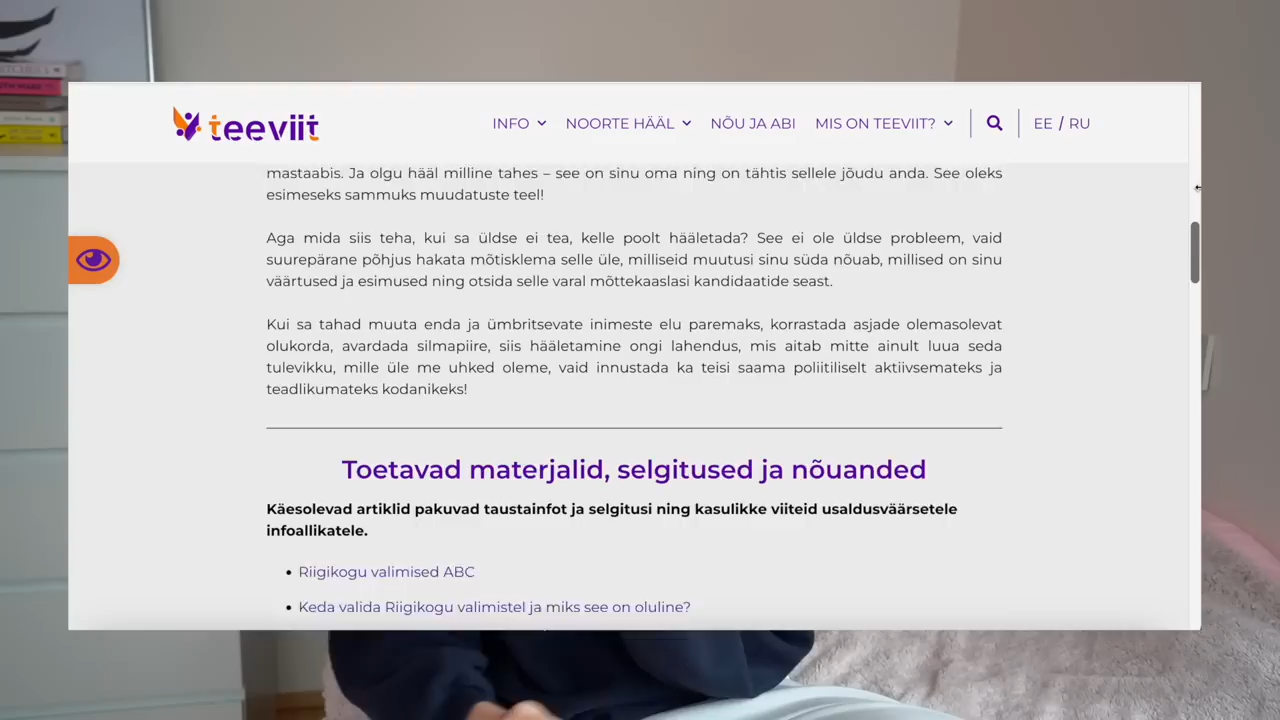 teeviit
INFO
NOORTE HÄÄL
NÕU JA ABI
MIS ON TEEVIIT?
EE / RU
mastaabis. Ja olgu hääl milline tahes – see on sinu oma ning on tähtis sellele jõudu anda. See oleks
esimeseks sammuks muudatuste teel!
Aga mida siis teha, kui sa üldse ei tea, kelle poolt hääletada? See ei ole üldse probleem, vaid
suurepärane põhjus hakata mõtisklema selle üle, milliseid muutusi sinu süda nõuab, millised on sinu
väärtused ja esimused ning otsida selle varal mõttekaaslasi kandidaatide seast.
Kui sa tahad muuta enda ja ümbritsevate inimeste elu paremaks, korrastada asjade olemasolevat
olukorda, avardada silmapiire, siis hääletamine ongi lahendus, mis aitab mitte ainult luua seda
tulevikku, mille üle me uhked oleme, vaid innustada ka teisi saama poliitiliselt aktiivsemateks ja
teadlikumateks kodanikeks!
Toetavad materjalid, selgitused ja nõuanded
Käesolevad artiklid pakuvad taustainfot ja selgitusi ning kasulikke viiteid usaldusväärsetele
infoallikatele.
• Riigikogu valimised ABC
• Keda valida Riigikogu valimistel ja miks see on oluline?